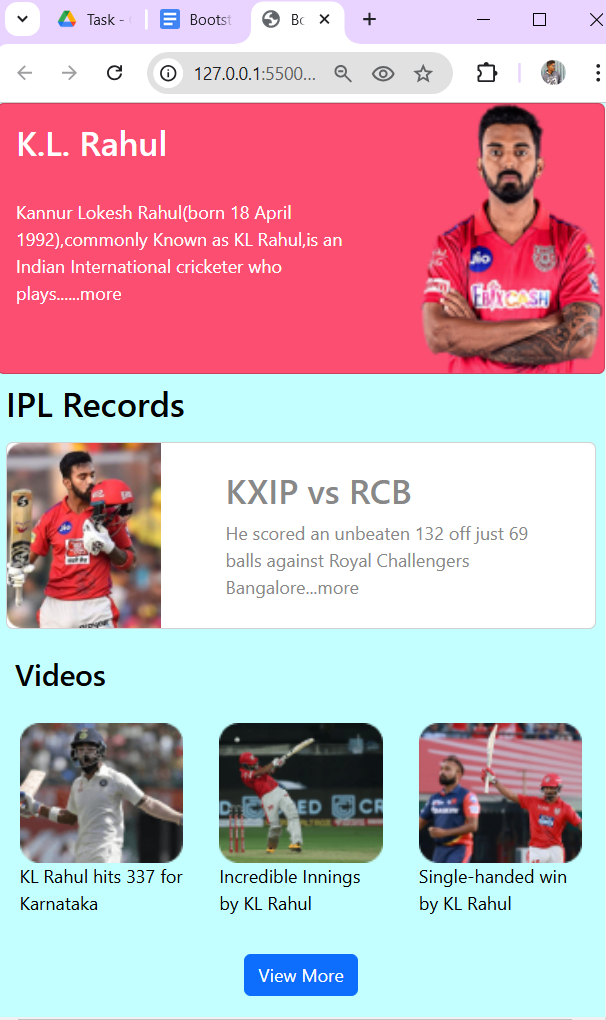 Task -
Bootst
Bo
127.0.0.1:5500...
K.L. Rahul
Kannur Lokesh Rahul(born 18 April
1992),commonly Known as KL Rahul,is an
Indian International cricketer who
plays......more
Jio
EBIXCASH
IPL Records
Jio
KXIP vs RCB
He scored an unbeaten 132 off just 69
balls against Royal Challengers
Bangalore...more
Videos
KL Rahul hits 337 for
Karnataka
Incredible Innings
by KL Rahul
Single-handed win
by KL Rahul
View More